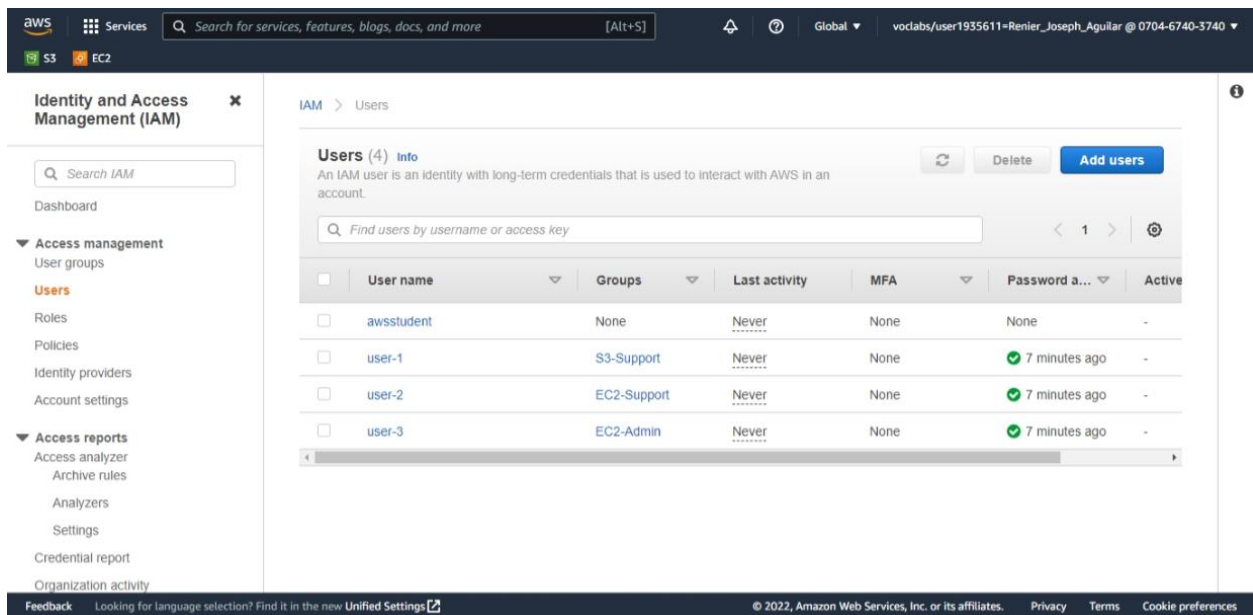 aws Services Search for services, features, blogs, docs, and more [Alt+S] Global voclabs/user1935611=Renier_Joseph_Aguilar @ 0704-6740-3740
S3 EC2
Identity and Access
Management (IAM)
Search IAM
Dashboard
Access management
User groups
Users
Roles
Policies
Identity providers
Account settings
Access reports
Access analyzer
Archive rules
Analyzers
Settings
Credential report
Organization activity
IAM > Users
Users (4) Info
An IAM user is an identity with long-term credentials that is used to interact with AWS in an
account.
Delete
Add users
Find users by username or access key
1
User name Groups Last activity MFA Password a... Active
awsstudent None Never None None -
user-1 S3-Support Never None 7 minutes ago -
user-2 EC2-Support Never None 7 minutes ago -
user-3 EC2-Admin Never None 7 minutes ago -
Feedback Looking for language selection? Find it in the new Unified Settings © 2022, Amazon Web Services, Inc. or its affiliates. Privacy Terms Cookie preferences